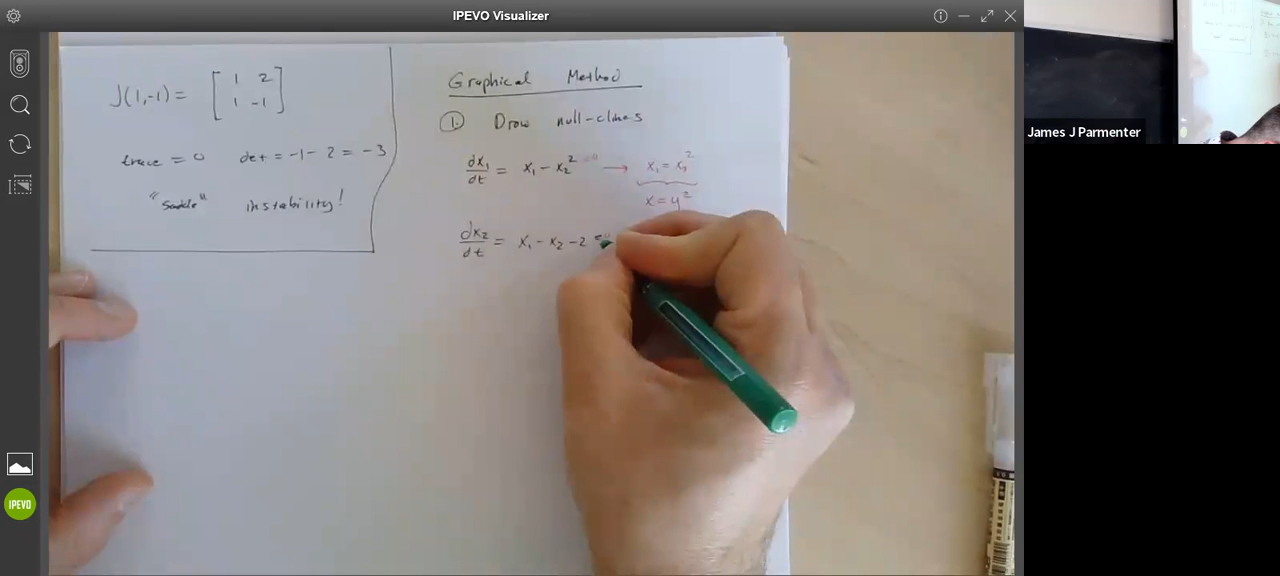 IPEVO Visualizer
J(1,-1) = [ 1 2
1 -1 ]
trace = 0 det = -1 - 2 = -3
"Saddle" instability!
Graphical Method
1. Draw null-clines
dx₁/dt = x₁ - x₂² =0 → x₁ = x₂²
x = y²
dx₂/dt = x₁ - x₂ - 2 =0
James J Parmenter
IPEVO